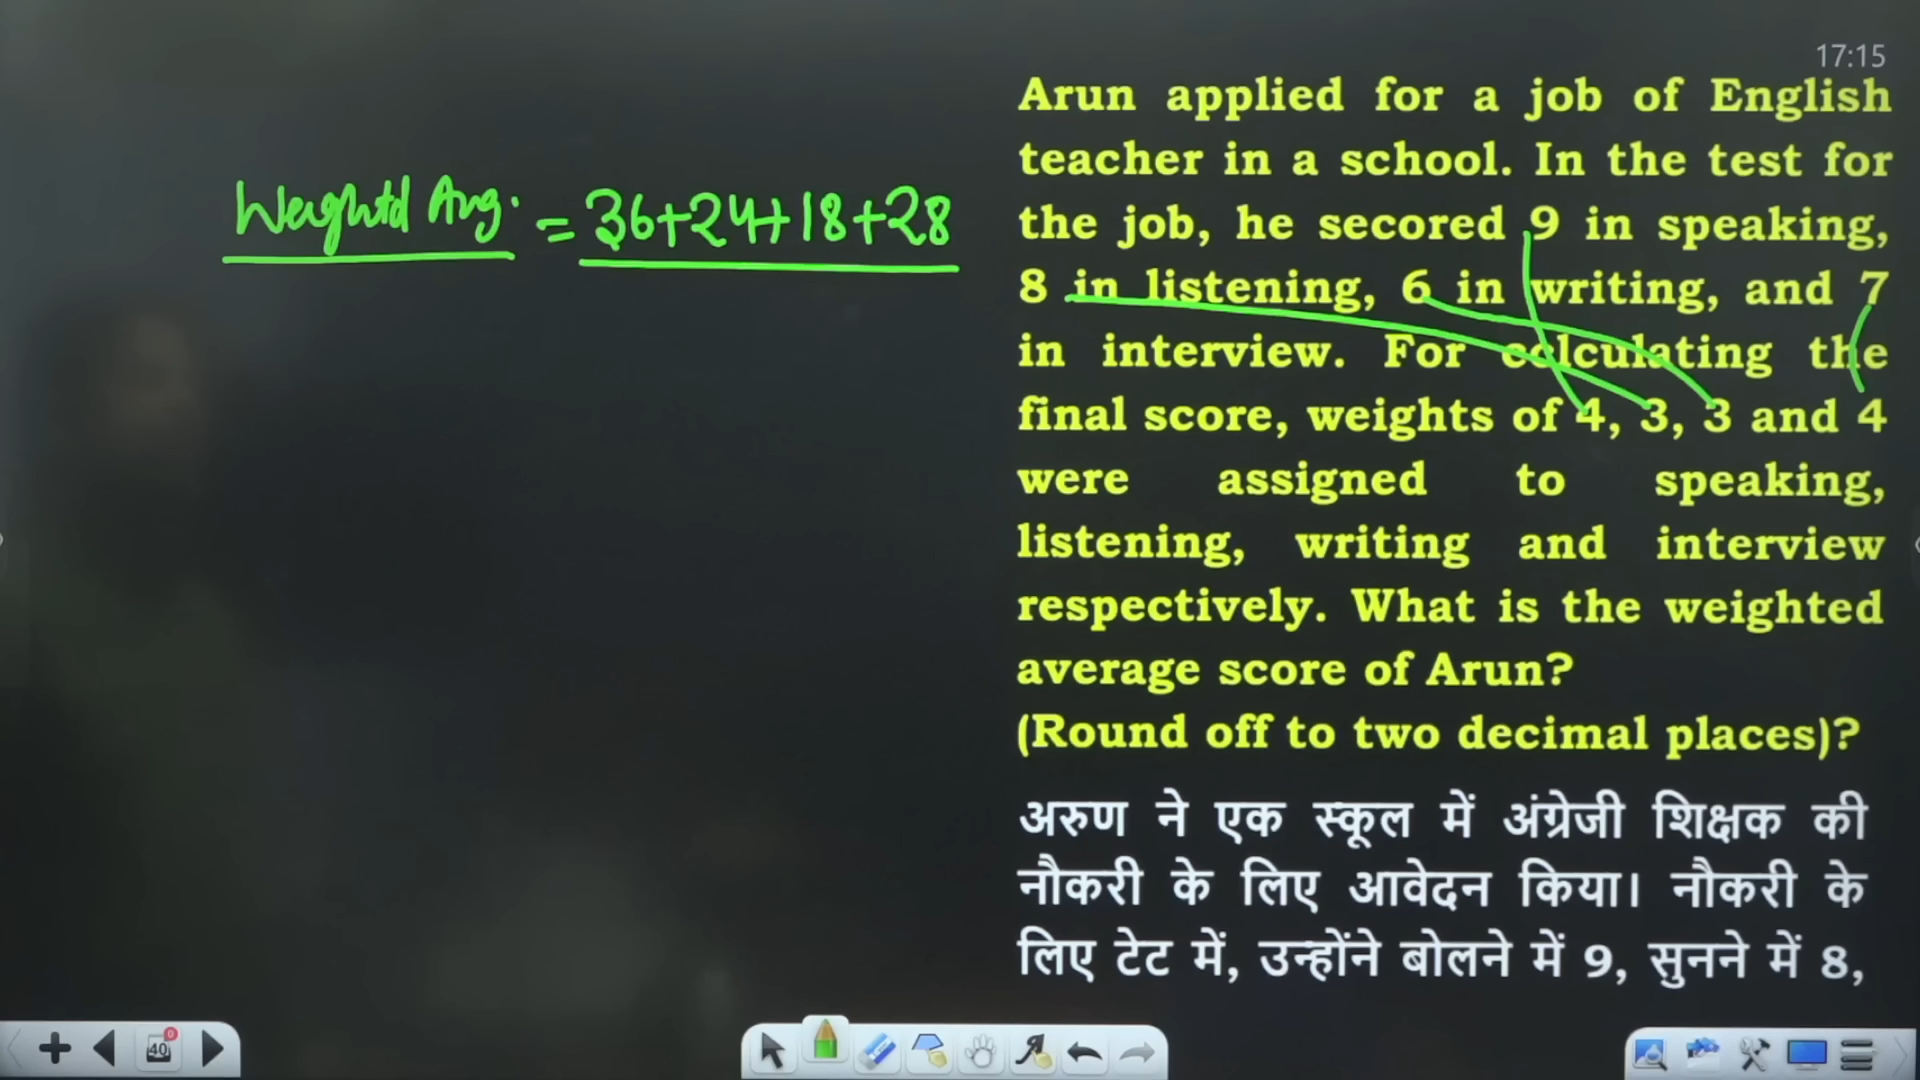 17:15
Weightd Avg. = 36+24+18+28
Arun applied for a job of English
teacher in a school. In the test for
the job, he secored 9 in speaking,
8 in listening, 6 in writing, and 7
in interview. For calculating the
final score, weights of 4, 3, 3 and 4
were assigned to speaking,
listening, writing and interview
respectively. What is the weighted
average score of Arun?
(Round off to two decimal places)?
अरुण ने एक स्कूल में अंग्रेजी शिक्षक की
नौकरी के लिए आवेदन किया। नौकरी के
लिए टेट में, उन्होंने बोलने में 9, सुनने में 8,
40
0